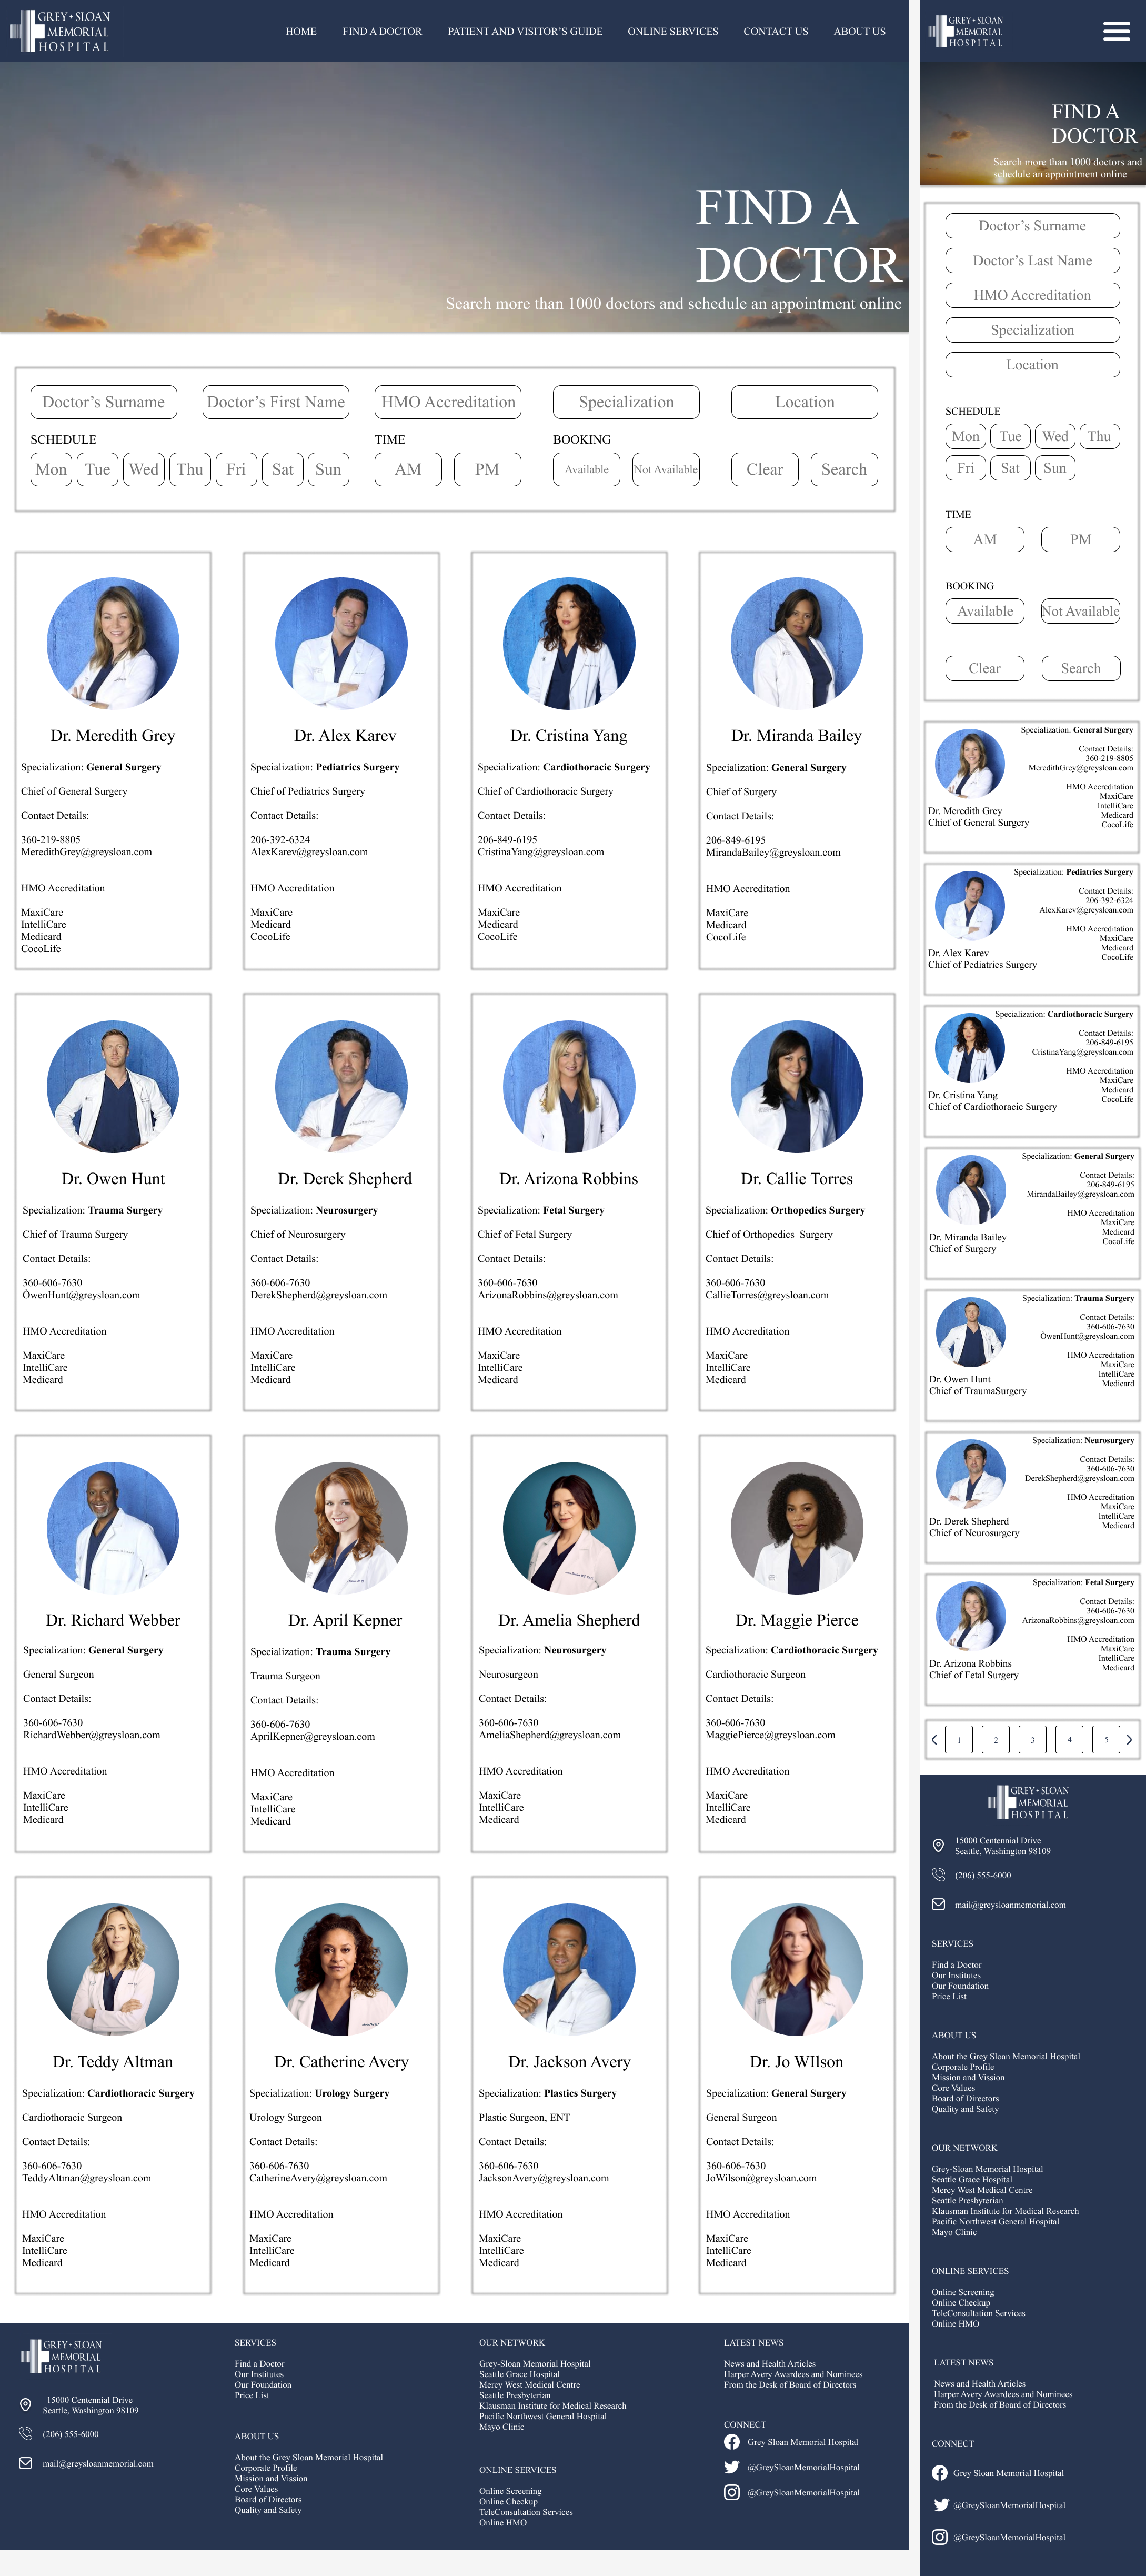 GREY + SLOAN
MEMORIAL
HOSPITAL
HOME
FIND A DOCTOR
PATIENT AND VISITOR'S GUIDE
ONLINE SERVICES
CONTACT US
ABOUT US
FIND A
DOCTOR
Search more than 1000 doctors and schedule an appointment online
Doctor's Surname
Doctor's First Name
HMO Accreditation
Specialization
Location
SCHEDULE
TIME
BOOKING
Mon
Tue
Wed
Thu
Fri
Sat
Sun
AM
PM
Available
Not Available
Clear
Search
Dr. Meredith Grey
Specialization: General Surgery
Chief of General Surgery
Contact Details:
360-219-8805
MeredithGrey@greysloan.com
HMO Accreditation
MaxiCare
IntelliCare
Medicard
CocoLife
Dr. Alex Karev
Specialization: Pediatrics Surgery
Chief of Pediatrics Surgery
Contact Details:
206-392-6324
AlexKarev@greysloan.com
HMO Accreditation
MaxiCare
Medicard
CocoLife
Dr. Cristina Yang
Specialization: Cardiothoracic Surgery
Chief of Cardiothoracic Surgery
Contact Details:
206-849-6195
CristinaYang@greysloan.com
HMO Accreditation
MaxiCare
Medicard
CocoLife
Dr. Miranda Bailey
Specialization: General Surgery
Chief of Surgery
Contact Details:
206-849-6195
MirandaBailey@greysloan.com
HMO Accreditation
MaxiCare
Medicard
CocoLife
Dr. Owen Hunt
Specialization: Trauma Surgery
Chief of Trauma Surgery
Contact Details:
360-606-7630
ÒwenHunt@greysloan.com
HMO Accreditation
MaxiCare
IntelliCare
Medicard
Dr. Derek Shepherd
Specialization: Neurosurgery
Chief of Neurosurgery
Contact Details:
360-606-7630
DerekShepherd@greysloan.com
HMO Accreditation
MaxiCare
IntelliCare
Medicard
Dr. Arizona Robbins
Specialization: Fetal Surgery
Chief of Fetal Surgery
Contact Details:
360-606-7630
ArizonaRobbins@greysloan.com
HMO Accreditation
MaxiCare
IntelliCare
Medicard
Dr. Callie Torres
Specialization: Orthopedics Surgery
Chief of Orthopedics Surgery
Contact Details:
360-606-7630
CallieTorres@greysloan.com
HMO Accreditation
MaxiCare
IntelliCare
Medicard
Dr. Richard Webber
Specialization: General Surgery
General Surgeon
Contact Details:
360-606-7630
RichardWebber@greysloan.com
HMO Accreditation
MaxiCare
IntelliCare
Medicard
Dr. April Kepner
Specialization: Trauma Surgery
Trauma Surgeon
Contact Details:
360-606-7630
AprilKepner@greysloan.com
HMO Accreditation
MaxiCare
IntelliCare
Medicard
Dr. Amelia Shepherd
Specialization: Neurosurgery
Neurosurgeon
Contact Details:
360-606-7630
AmeliaShepherd@greysloan.com
HMO Accreditation
MaxiCare
IntelliCare
Medicard
Dr. Maggie Pierce
Specialization: Cardiothoracic Surgery
Cardiothoracic Surgeon
Contact Details:
360-606-7630
MaggiePierce@greysloan.com
HMO Accreditation
MaxiCare
IntelliCare
Medicard
Dr. Teddy Altman
Specialization: Cardiothoracic Surgery
Cardiothoracic Surgeon
Contact Details:
360-606-7630
TeddyAltman@greysloan.com
HMO Accreditation
MaxiCare
IntelliCare
Medicard
Dr. Catherine Avery
Specialization: Urology Surgery
Urology Surgeon
Contact Details:
360-606-7630
CatherineAvery@greysloan.com
HMO Accreditation
MaxiCare
IntelliCare
Medicard
Dr. Jackson Avery
Specialization: Plastics Surgery
Plastic Surgeon, ENT
Contact Details:
360-606-7630
JacksonAvery@greysloan.com
HMO Accreditation
MaxiCare
IntelliCare
Medicard
Dr. Jo WIlson
Specialization: General Surgery
General Surgeon
Contact Details:
360-606-7630
JoWilson@greysloan.com
HMO Accreditation
MaxiCare
IntelliCare
Medicard
GREY + SLOAN
MEMORIAL
HOSPITAL
15000 Centennial Drive
Seattle, Washington 98109
(206) 555-6000
mail@greysloanmemorial.com
SERVICES
Find a Doctor
Our Institutes
Our Foundation
Price List
ABOUT US
About the Grey Sloan Memorial Hospital
Corporate Profile
Mission and Vission
Core Values
Board of Directors
Quality and Safety
OUR NETWORK
Grey-Sloan Memorial Hospital
Seattle Grace Hospital
Mercy West Medical Centre
Seattle Presbyterian
Klausman Institute for Medical Research
Pacific Northwest General Hospital
Mayo Clinic
ONLINE SERVICES
Online Screening
Online Checkup
TeleConsultation Services
Online HMO
LATEST NEWS
News and Health Articles
Harper Avery Awardees and Nominees
From the Desk of Board of Directors
CONNECT
Grey Sloan Memorial Hospital
@GreySloanMemorialHospital
@GreySloanMemorialHospital
GREY + SLOAN
MEMORIAL
HOSPITAL
FIND A
DOCTOR
Search more than 1000 doctors and
schedule an appointment online
Doctor's Surname
Doctor's Last Name
HMO Accreditation
Specialization
Location
SCHEDULE
Mon
Tue
Wed
Thu
Fri
Sat
Sun
TIME
AM
PM
BOOKING
Available
Not Available
Clear
Search
Specialization: General Surgery
Contact Details:
360-219-8805
MeredithGrey@greysloan.com
HMO Accreditation
MaxiCare
IntelliCare
Medicard
CocoLife
Dr. Meredith Grey
Chief of General Surgery
Specialization: Pediatrics Surgery
Contact Details:
206-392-6324
AlexKarev@greysloan.com
HMO Accreditation
MaxiCare
Medicard
CocoLife
Dr. Alex Karev
Chief of Pediatrics Surgery
Specialization: Cardiothoracic Surgery
Contact Details:
206-849-6195
CristinaYang@greysloan.com
HMO Accreditation
MaxiCare
Medicard
CocoLife
Dr. Cristina Yang
Chief of Cardiothoracic Surgery
Specialization: General Surgery
Contact Details:
206-849-6195
MirandaBailey@greysloan.com
HMO Accreditation
MaxiCare
Medicard
CocoLife
Dr. Miranda Bailey
Chief of Surgery
Specialization: Trauma Surgery
Contact Details:
360-606-7630
ÒwenHunt@greysloan.com
HMO Accreditation
MaxiCare
IntelliCare
Medicard
Dr. Owen Hunt
Chief of TraumaSurgery
Specialization: Neurosurgery
Contact Details:
360-606-7630
DerekShepherd@greysloan.com
HMO Accreditation
MaxiCare
IntelliCare
Medicard
Dr. Derek Shepherd
Chief of Neurosurgery
Specialization: Fetal Surgery
Contact Details:
360-606-7630
ArizonaRobbins@greysloan.com
HMO Accreditation
MaxiCare
IntelliCare
Medicard
Dr. Arizona Robbins
Chief of Fetal Surgery
1
2
3
4
5
GREY + SLOAN
MEMORIAL
HOSPITAL
15000 Centennial Drive
Seattle, Washington 98109
(206) 555-6000
mail@greysloanmemorial.com
SERVICES
Find a Doctor
Our Institutes
Our Foundation
Price List
ABOUT US
About the Grey Sloan Memorial Hospital
Corporate Profile
Mission and Vission
Core Values
Board of Directors
Quality and Safety
OUR NETWORK
Grey-Sloan Memorial Hospital
Seattle Grace Hospital
Mercy West Medical Centre
Seattle Presbyterian
Klausman Institute for Medical Research
Pacific Northwest General Hospital
Mayo Clinic
ONLINE SERVICES
Online Screening
Online Checkup
TeleConsultation Services
Online HMO
LATEST NEWS
News and Health Articles
Harper Avery Awardees and Nominees
From the Desk of Board of Directors
CONNECT
Grey Sloan Memorial Hospital
@GreySloanMemorialHospital
@GreySloanMemorialHospital